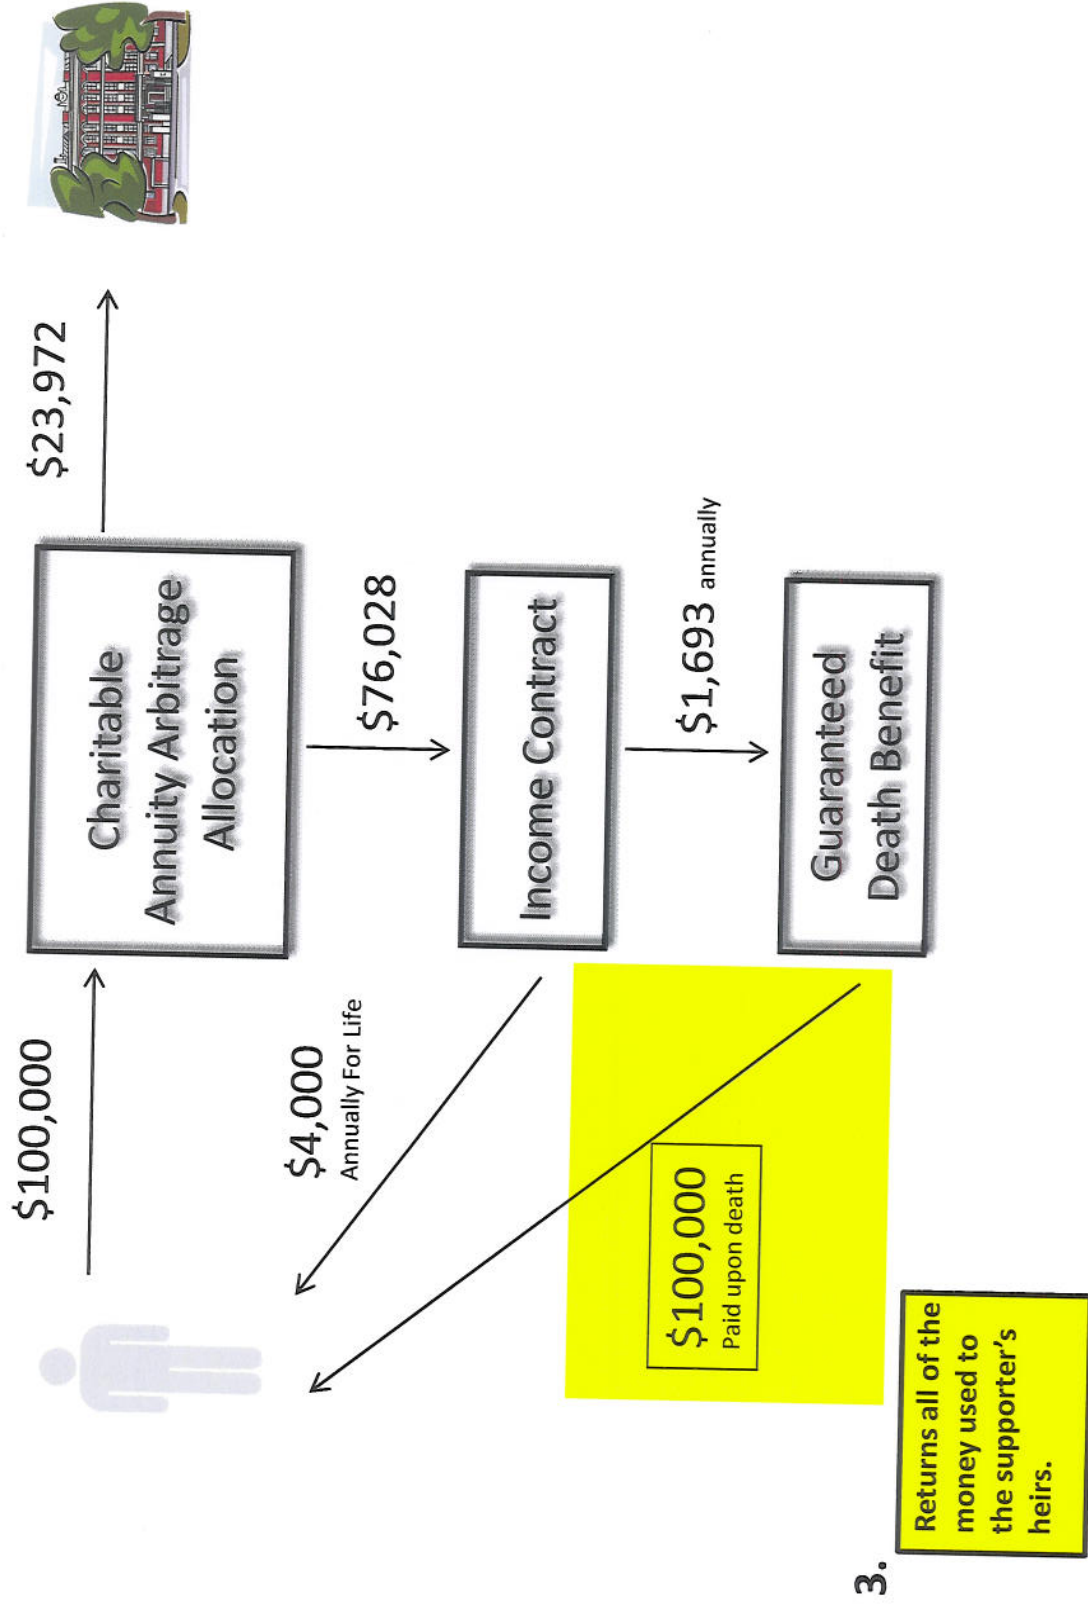 $100,000
$23,972
Charitable
Annuity Arbitrage
Allocation
$4,000
Annually For Life
$76,028
Income Contract
$1,693 annually
$100,000
Paid upon death
Guaranteed
Death Benefit
3.
Returns all of the
money used to
the supporter's
heirs.